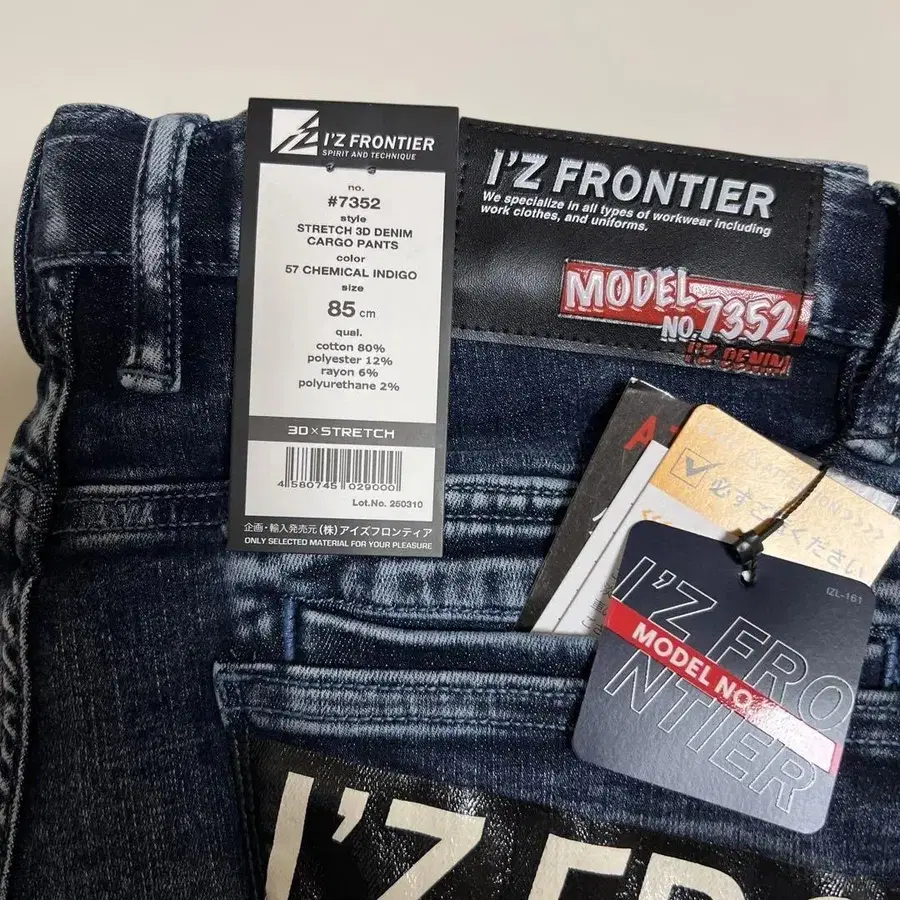 I'Z FRONTIER
SPIRIT AND TECHNIQUE
no.
#7352
style
STRETCH 3D DENIM
CARGO PANTS
color
57 CHEMICAL INDIGO
size
85 cm
qual.
cotton 80%
polyester 12%
rayon 6%
polyurethane 2%
3D×STRETCH
4 580745 029000
Lot.No. 250310
企画・輸入発売元 (株)アイズフロンティア
ONLY SELECTED MATERIAL FOR YOUR PLEASURE
I'Z FRONTIER
We specialize in all types of workwear including
work clothes, and uniforms.
MODEL
NO.7352
I'Z DENIM
必ず
ください
IZL-161
I'Z FRO
MODEL NO.
NTIER
I'Z FRO